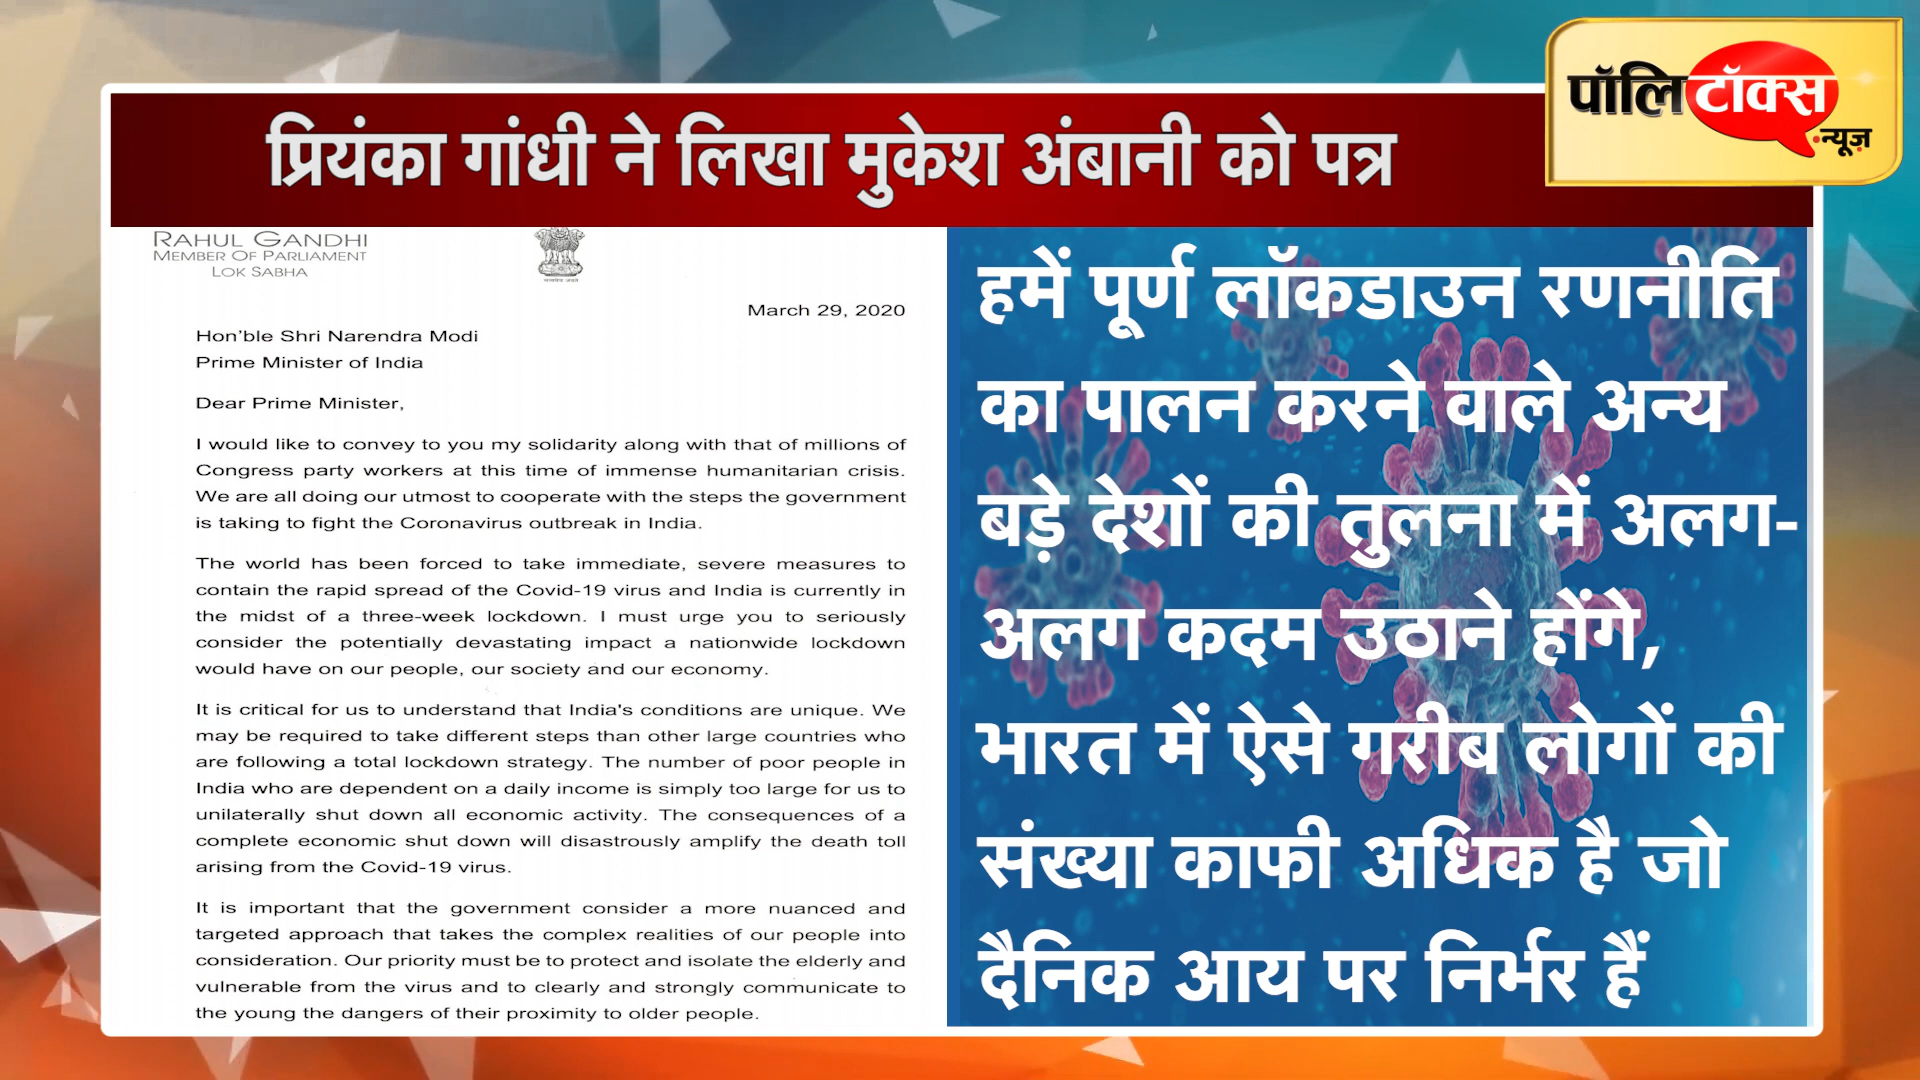 पॉलिटॉक्स
न्यूज़
प्रियंका गांधी ने लिखा मुकेश अंबानी को पत्र
RAHUL GANDHI
MEMBER OF PARLIAMENT
LOK SABHA
March 29, 2020
Hon'ble Shri Narendra Modi
Prime Minister of India
Dear Prime Minister,
I would like to convey to you my solidarity along with that of millions of
Congress party workers at this time of immense humanitarian crisis.
We are all doing our utmost to cooperate with the steps the government
is taking to fight the Coronavirus outbreak in India.
The world has been forced to take immediate, severe measures to
contain the rapid spread of the Covid-19 virus and India is currently in
the midst of a three-week lockdown. I must urge you to seriously
consider the potentially devastating impact a nationwide lockdown
would have on our people, our society and our economy.
It is critical for us to understand that India's conditions are unique. We
may be required to take different steps than other large countries who
are following a total lockdown strategy. The number of poor people in
India who are dependent on a daily income is simply too large for us to
unilaterally shut down all economic activity. The consequences of a
complete economic shut down will disastrously amplify the death toll
arising from the Covid-19 virus.
It is important that the government consider a more nuanced and
targeted approach that takes the complex realities of our people into
consideration. Our priority must be to protect and isolate the elderly and
vulnerable from the virus and to clearly and strongly communicate to
the young the dangers of their proximity to older people.
हमें पूर्ण लॉकडाउन रणनीति
का पालन करने वाले अन्य
बड़े देशों की तुलना में अलग-
अलग कदम उठाने होंगै,
भारत में ऐसे गरीब लोगों की
संख्या काफी अधिक है जो
दैनिक आय पर निर्भर हैं